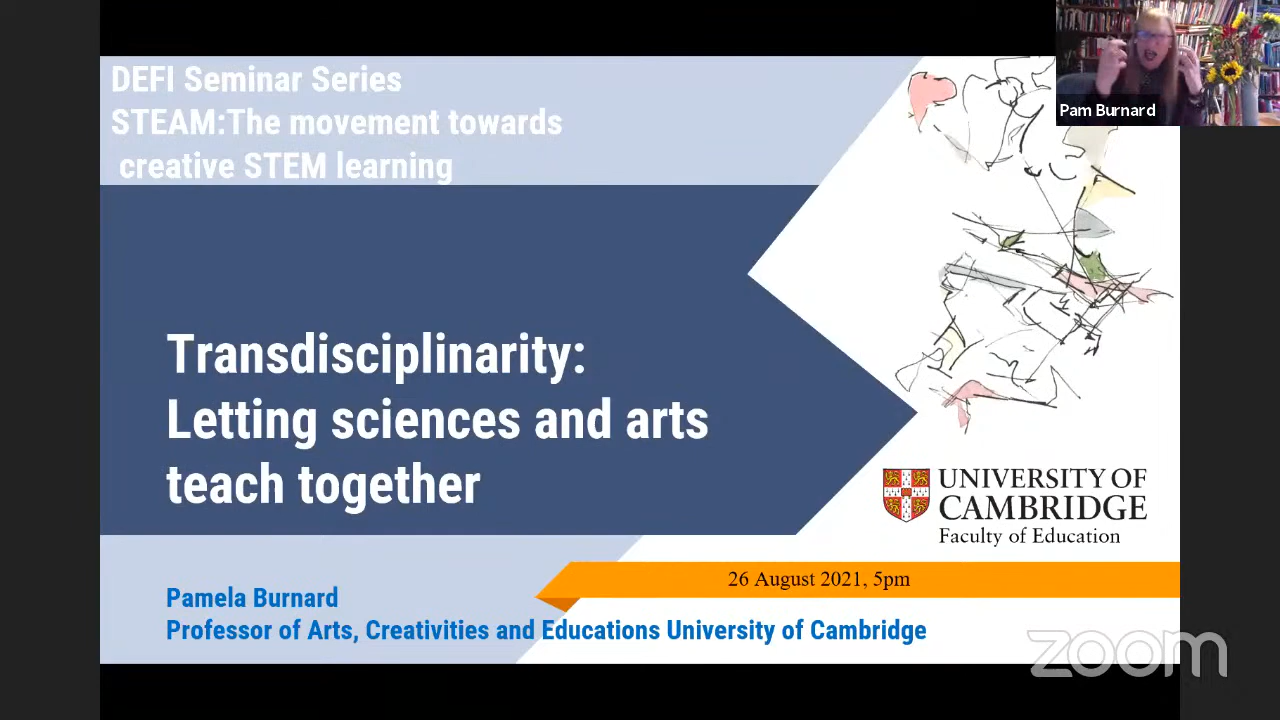 DEFI Seminar Series
STEAM:The movement towards
creative STEM learning
Pam Burnard
Transdisciplinarity:
Letting sciences and arts
teach together
UNIVERSITY OF
CAMBRIDGE
Faculty of Education
26 August 2021, 5pm
Pamela Burnard
Professor of Arts, Creativities and Educations University of Cambridge
zoom